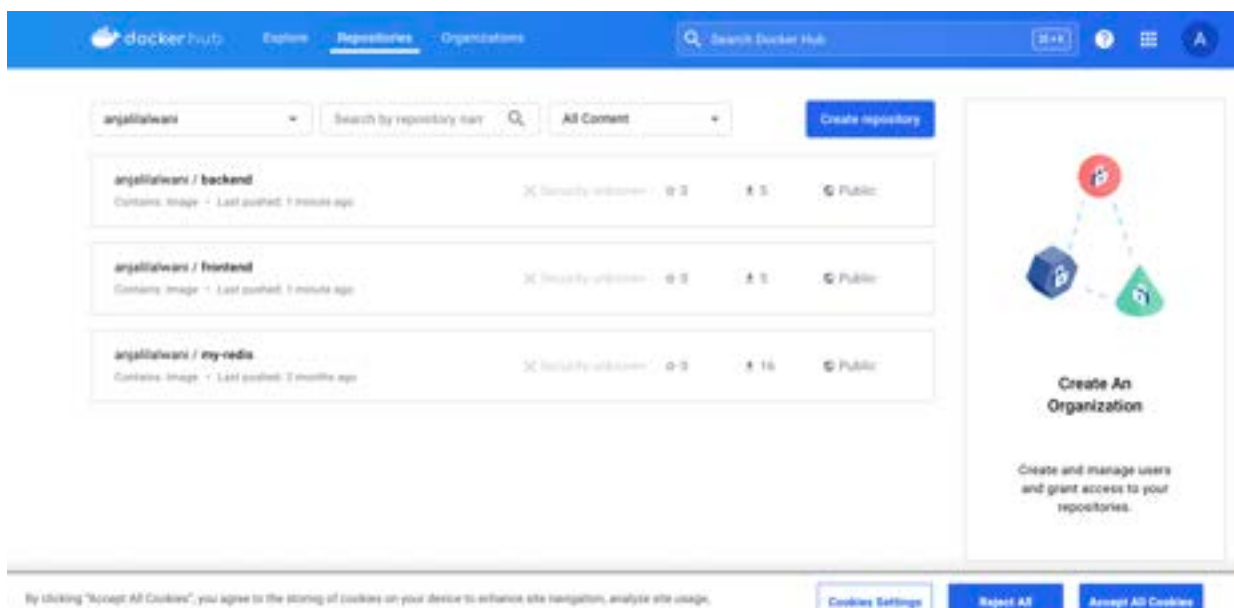 docker hub Explore Repositories Organizations Search Docker Hub ⌘+K ? A
anjalilalwani Search by repository nam All Content Create repository
anjalilalwani / backend
Contains: Image • Last pushed: 1 minute ago
Security unknown 0 5 Public
anjalilalwani / frontend
Contains: Image • Last pushed: 1 minute ago
Security unknown 0 5 Public
anjalilalwani / my-redis
Contains: Image • Last pushed: months ago
Security unknown 0 16 Public
Create An
Organization
Create and manage users
and grant access to your
repositories.
By clicking "Accept All Cookies", you agree to the storing of cookies on your device to enhance site navigation, analyze site usage,
Cookies Settings Reject All Accept All Cookies